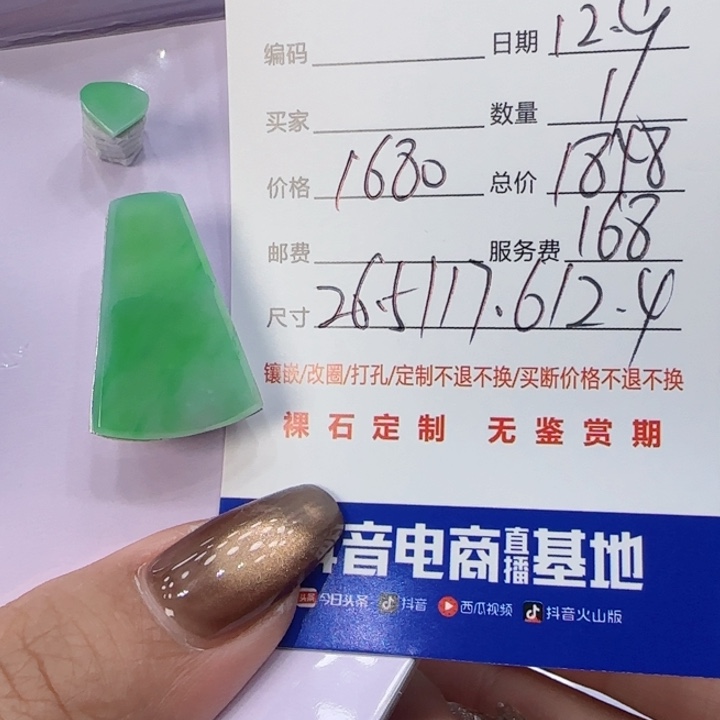 编码 日期 12.9
买家 数量 1
价格 1680 总价 1848
邮费 服务费 168
尺寸 26.5/17.6/2.4
镶嵌/改圈/打孔/定制不退不换/买断价格不退不换
裸石定制 无鉴赏期
音电商直播基地
头条 今日头条 抖音 西瓜视频 抖音火山版